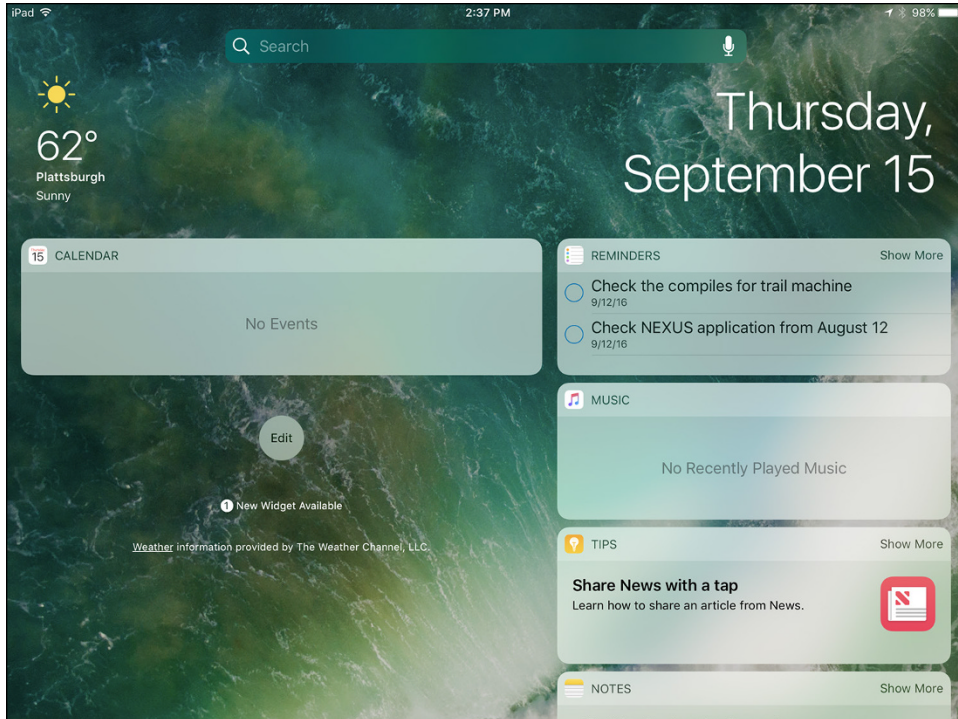 iPad 2:37 PM 98%
Search
62°
Plattsburgh
Sunny
Thursday,
September 15
15 CALENDAR
No Events
Edit
1 New Widget Available
Weather information provided by The Weather Channel, LLC.
REMINDERS Show More
Check the compiles for trail machine
9/12/16
Check NEXUS application from August 12
9/12/16
MUSIC
No Recently Played Music
TIPS Show More
Share News with a tap
Learn how to share an article from News.
NOTES Show More